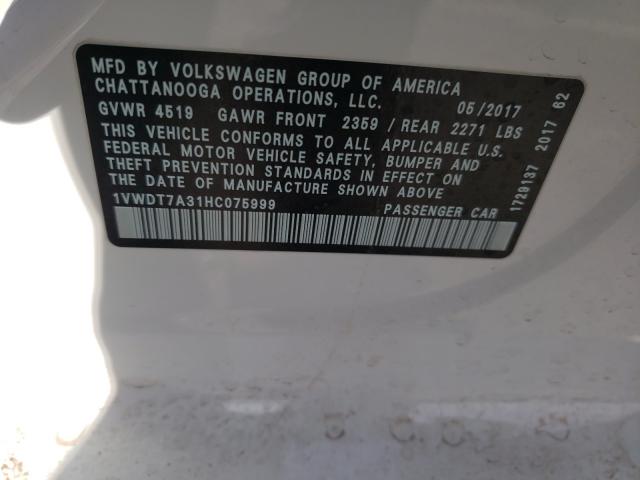 MFD BY VOLKSWAGEN GROUP OF AMERICA
CHATTANOOGA OPERATIONS, LLC. 05/2017
GVWR 4519 GAWR FRONT 2359 / REAR 2271 LBS
THIS VEHICLE CONFORMS TO ALL APPLICABLE U.S.
FEDERAL MOTOR VEHICLE SAFETY, BUMPER AND
THEFT PREVENTION STANDARDS IN EFFECT ON
THE DATE OF MANUFACTURE SHOWN ABOVE
1VWDT7A31HC075999 PASSENGER CAR
1729137 2017 62